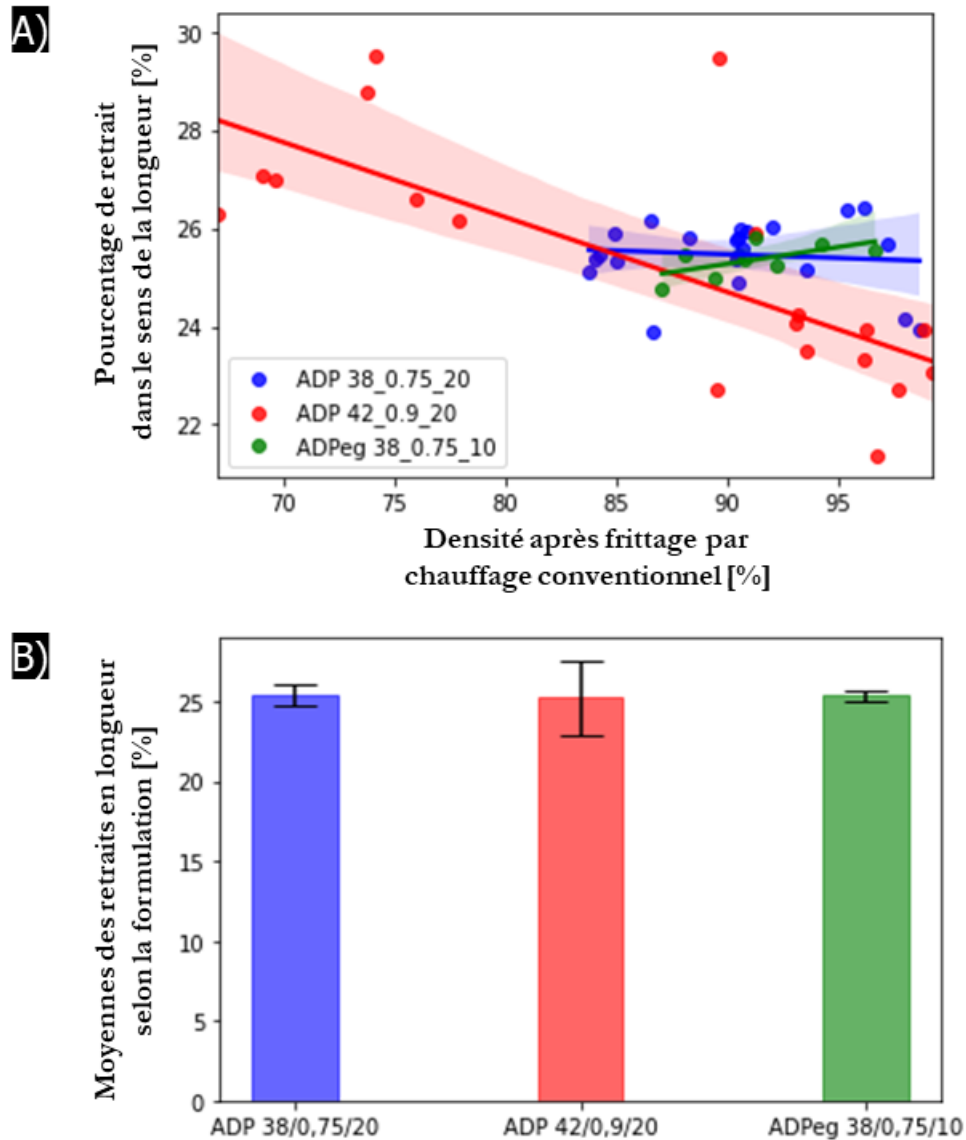 A)
Pourcentage de retrait
dans le sens de la longueur [%]
30
28
26
24
22
ADP 38_0.75_20
ADP 42_0.9_20
ADPeg 38_0.75_10
70 75 80 85 90 95
Densité après frittage par
chauffage conventionnel [%]
B)
Moyennes des retraits en longueur
selon la formulation [%]
25
20
15
10
5
0
ADP 38/0,75/20 ADP 42/0,9/20 ADPeg 38/0,75/10